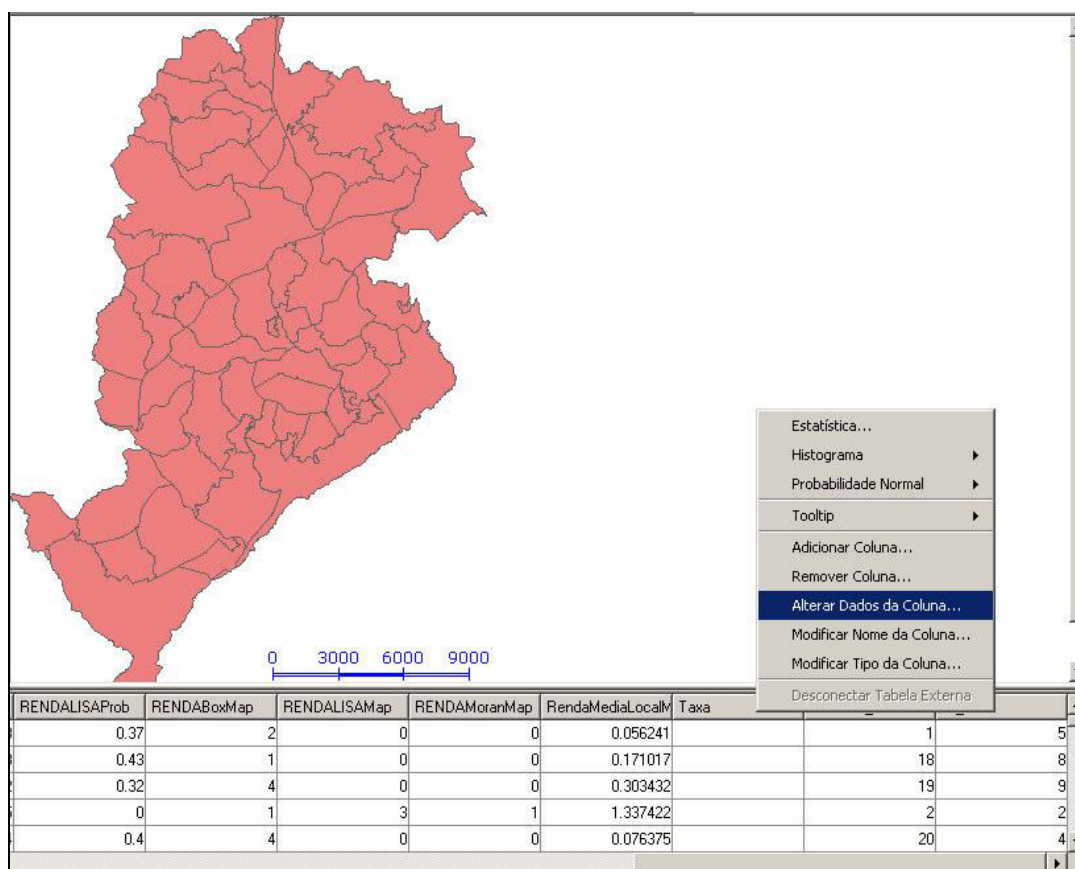 Estatística...
Histograma
Probabilidade Normal
Tooltip
Adicionar Coluna...
Remover Coluna...
Alterar Dados da Coluna...
Modificar Nome da Coluna...
Modificar Tipo da Coluna...
Desconectar Tabela Externa
0 3000 6000 9000
RENDALISAProb RENDABoxMap RENDALISAMap RENDAMoranMap RendaMediaLocalM Taxa
0.37 2 0 0 0.056241 1 5
0.43 1 0 0 0.171017 18 8
0.32 4 0 0 0.303432 19 9
0 1 3 1 1.337422 2 2
0.4 4 0 0 0.076375 20 4